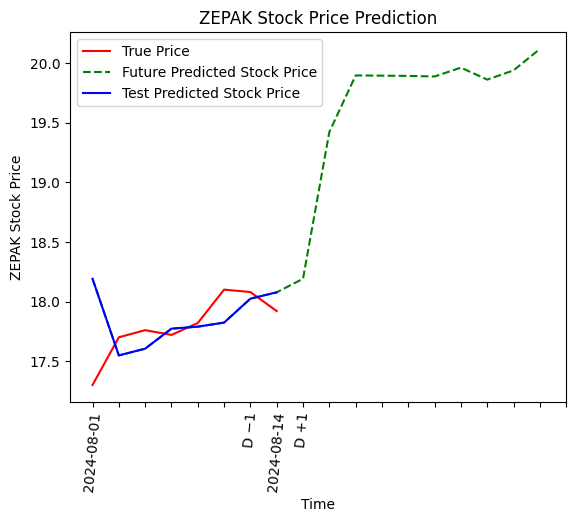 ZEPAK Stock Price Prediction
True Price
Future Predicted Stock Price
Test Predicted Stock Price
ZEPAK Stock Price
20.0
19.5
19.0
18.5
18.0
17.5
2024-08-01
D −1
2024-08-14
D +1
Time